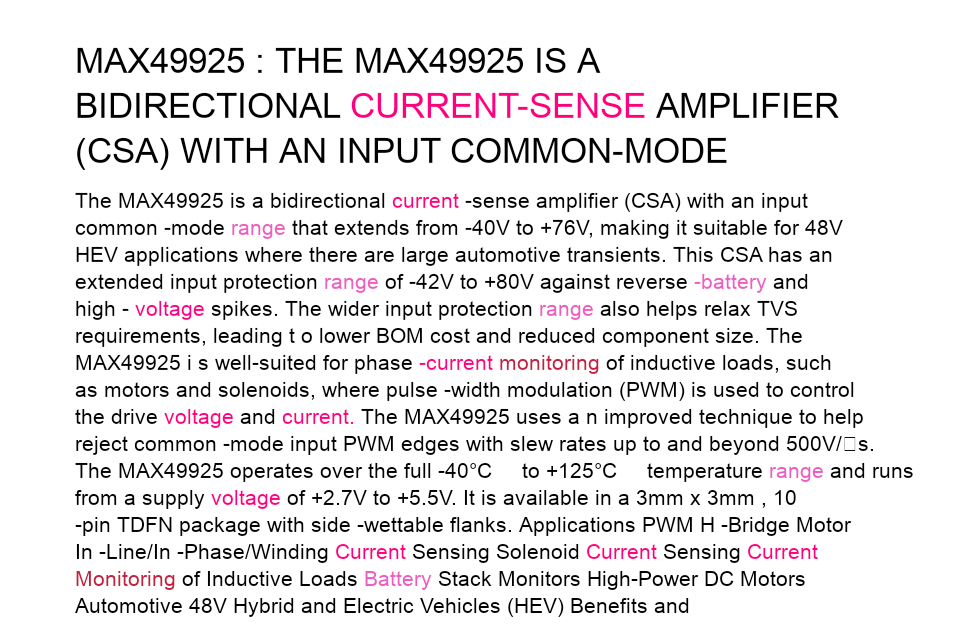 MAX49925 : THE MAX49925 IS A
BIDIRECTIONAL CURRENT-SENSE AMPLIFIER
(CSA) WITH AN INPUT COMMON-MODE
The MAX49925 is a bidirectional current -sense amplifier (CSA) with an input
common -mode range that extends from -40V to +76V, making it suitable for 48V
HEV applications where there are large automotive transients. This CSA has an
extended input protection range of -42V to +80V against reverse -battery and
high - voltage spikes. The wider input protection range also helps relax TVS
requirements, leading t o lower BOM cost and reduced component size. The
MAX49925 i s well-suited for phase -current monitoring of inductive loads, such
as motors and solenoids, where pulse -width modulation (PWM) is used to control
the drive voltage and current. The MAX49925 uses a n improved technique to help
reject common -mode input PWM edges with slew rates up to and beyond 500V/□s.
The MAX49925 operates over the full -40°C to +125°C temperature range and runs
from a supply voltage of +2.7V to +5.5V. It is available in a 3mm x 3mm , 10
-pin TDFN package with side -wettable flanks. Applications PWM H -Bridge Motor
In -Line/In -Phase/Winding Current Sensing Solenoid Current Sensing Current
Monitoring of Inductive Loads Battery Stack Monitors High-Power DC Motors
Automotive 48V Hybrid and Electric Vehicles (HEV) Benefits and